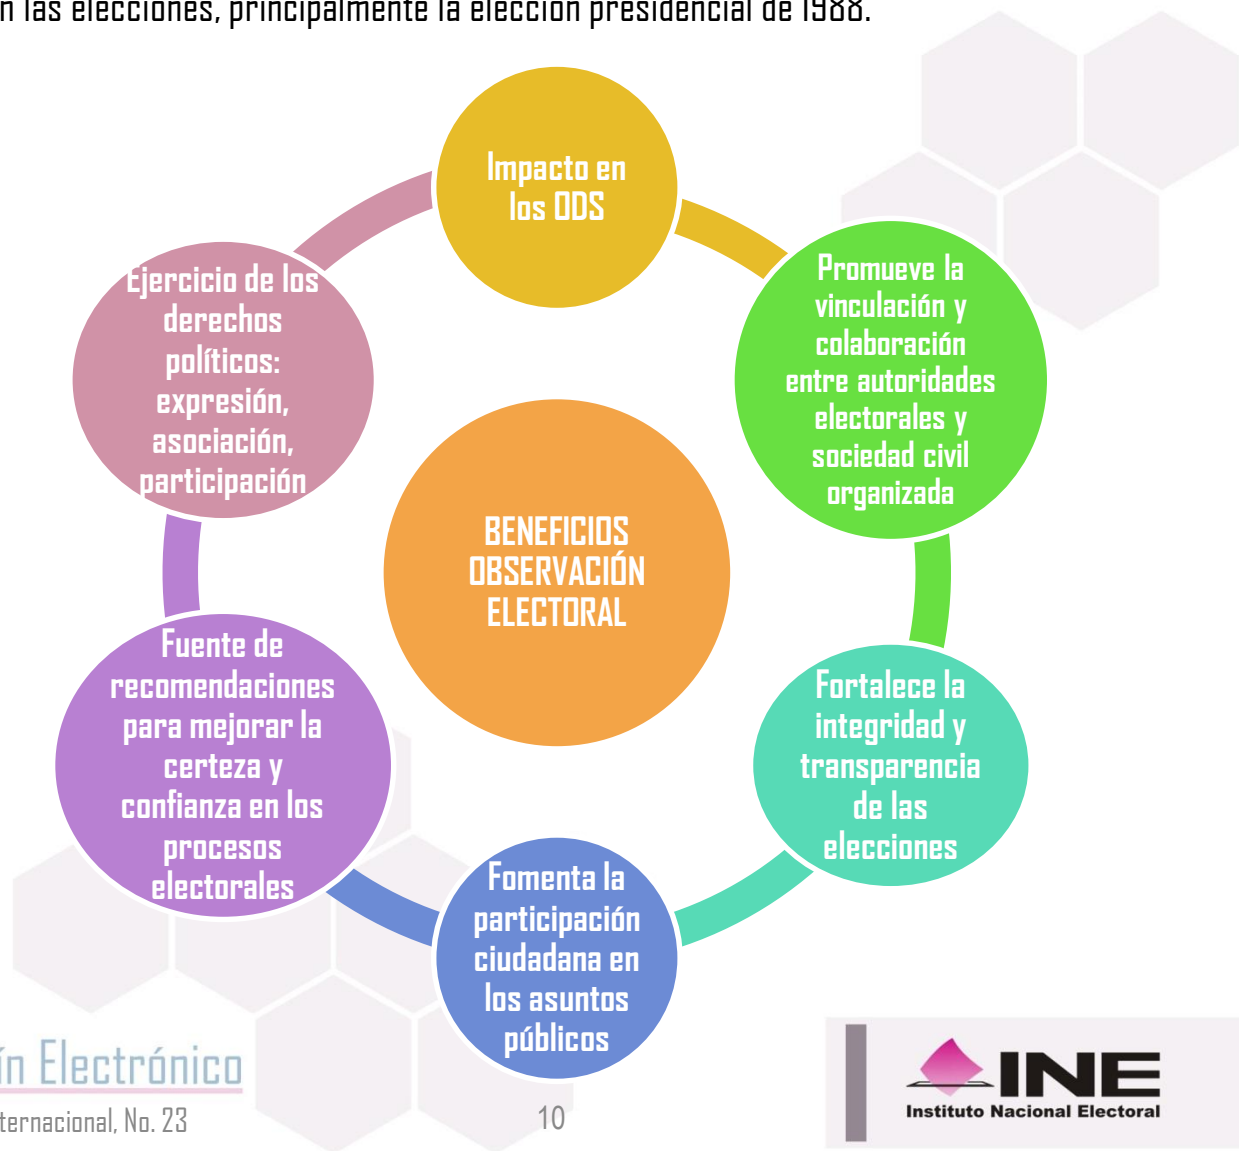 n las elecciones, principalmente la elección presidencial de 1988.
Impacto en
los ODS
Promueve la
vinculación y
colaboración
entre autoridades
electorales y
sociedad civil
organizada
Fortalece la
integridad y
transparencia
de las
elecciones
Fomenta la
participación
ciudadana en
los asuntos
públicos
Fuente de
recomendaciones
para mejorar la
certeza y
confianza en los
procesos
electorales
Ejercicio de los
derechos
políticos:
expresión,
asociación,
participación
BENEFICIOS
OBSERVACIÓN
ELECTORAL
ín Electrónico
ternacional, No. 23
10
INE
Instituto Nacional Electoral